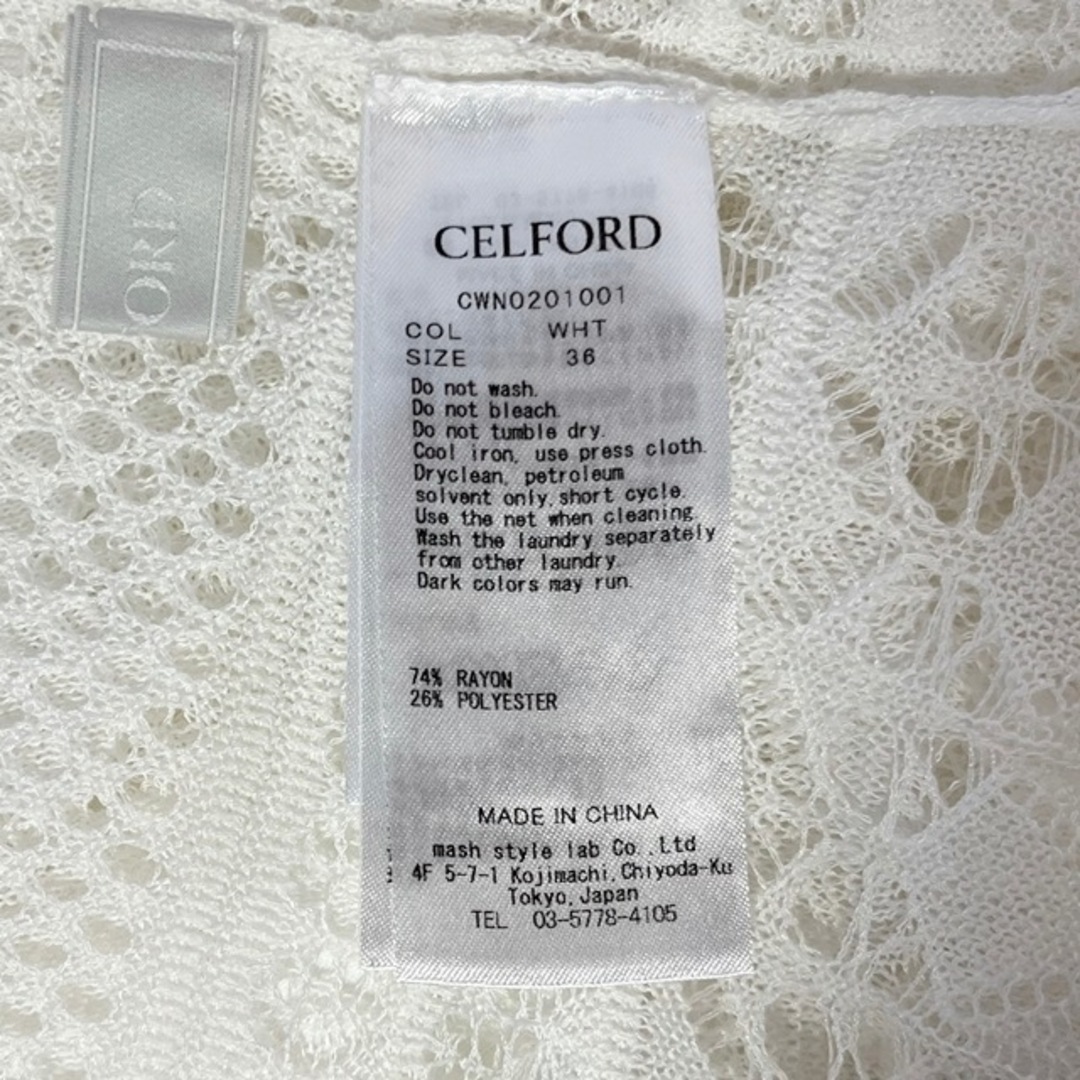 ORD
CELFORD
CWN0201001
COL WHT
SIZE 36
Do not wash.
Do not bleach.
Do not tumble dry.
Cool iron, use press cloth.
Dryclean, petroleum
solvent only, short cycle.
Use the net when cleaning
Wash the laundry separately
from other laundry.
Dark colors may run.
74% RAYON
26% POLYESTER
MADE IN CHINA
mash style lab Co.,Ltd
4F 5-7-1 Kojimachi, Chiyoda-Ku
Tokyo, Japan
TEL 03-5778-4105